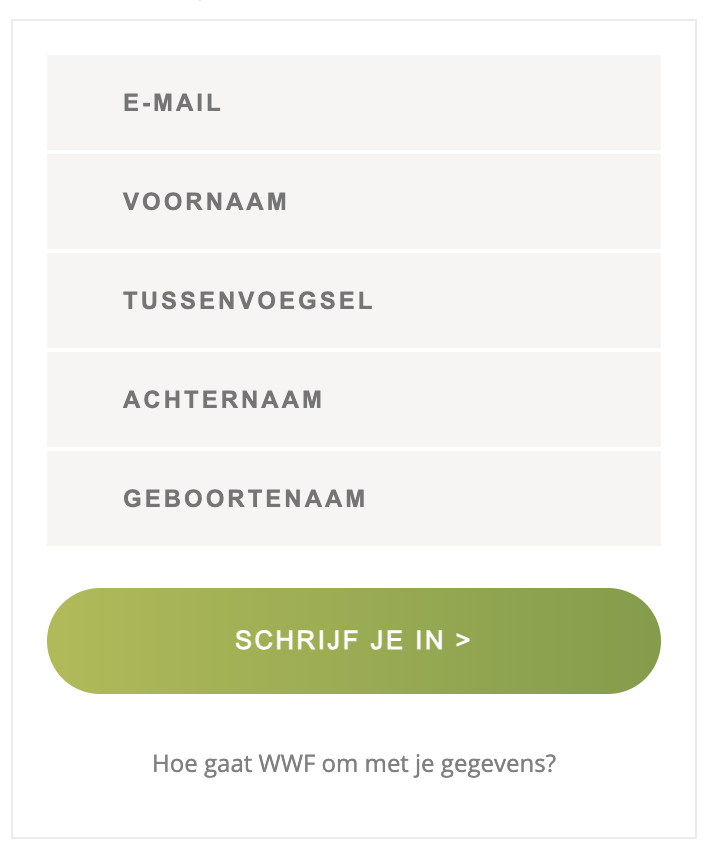 E-MAIL
VOORNAAM
TUSSENVOEGSEL
ACHTERNAAM
GEBOORTENAAM
SCHRIJF JE IN >
Hoe gaat WWF om met je gegevens?